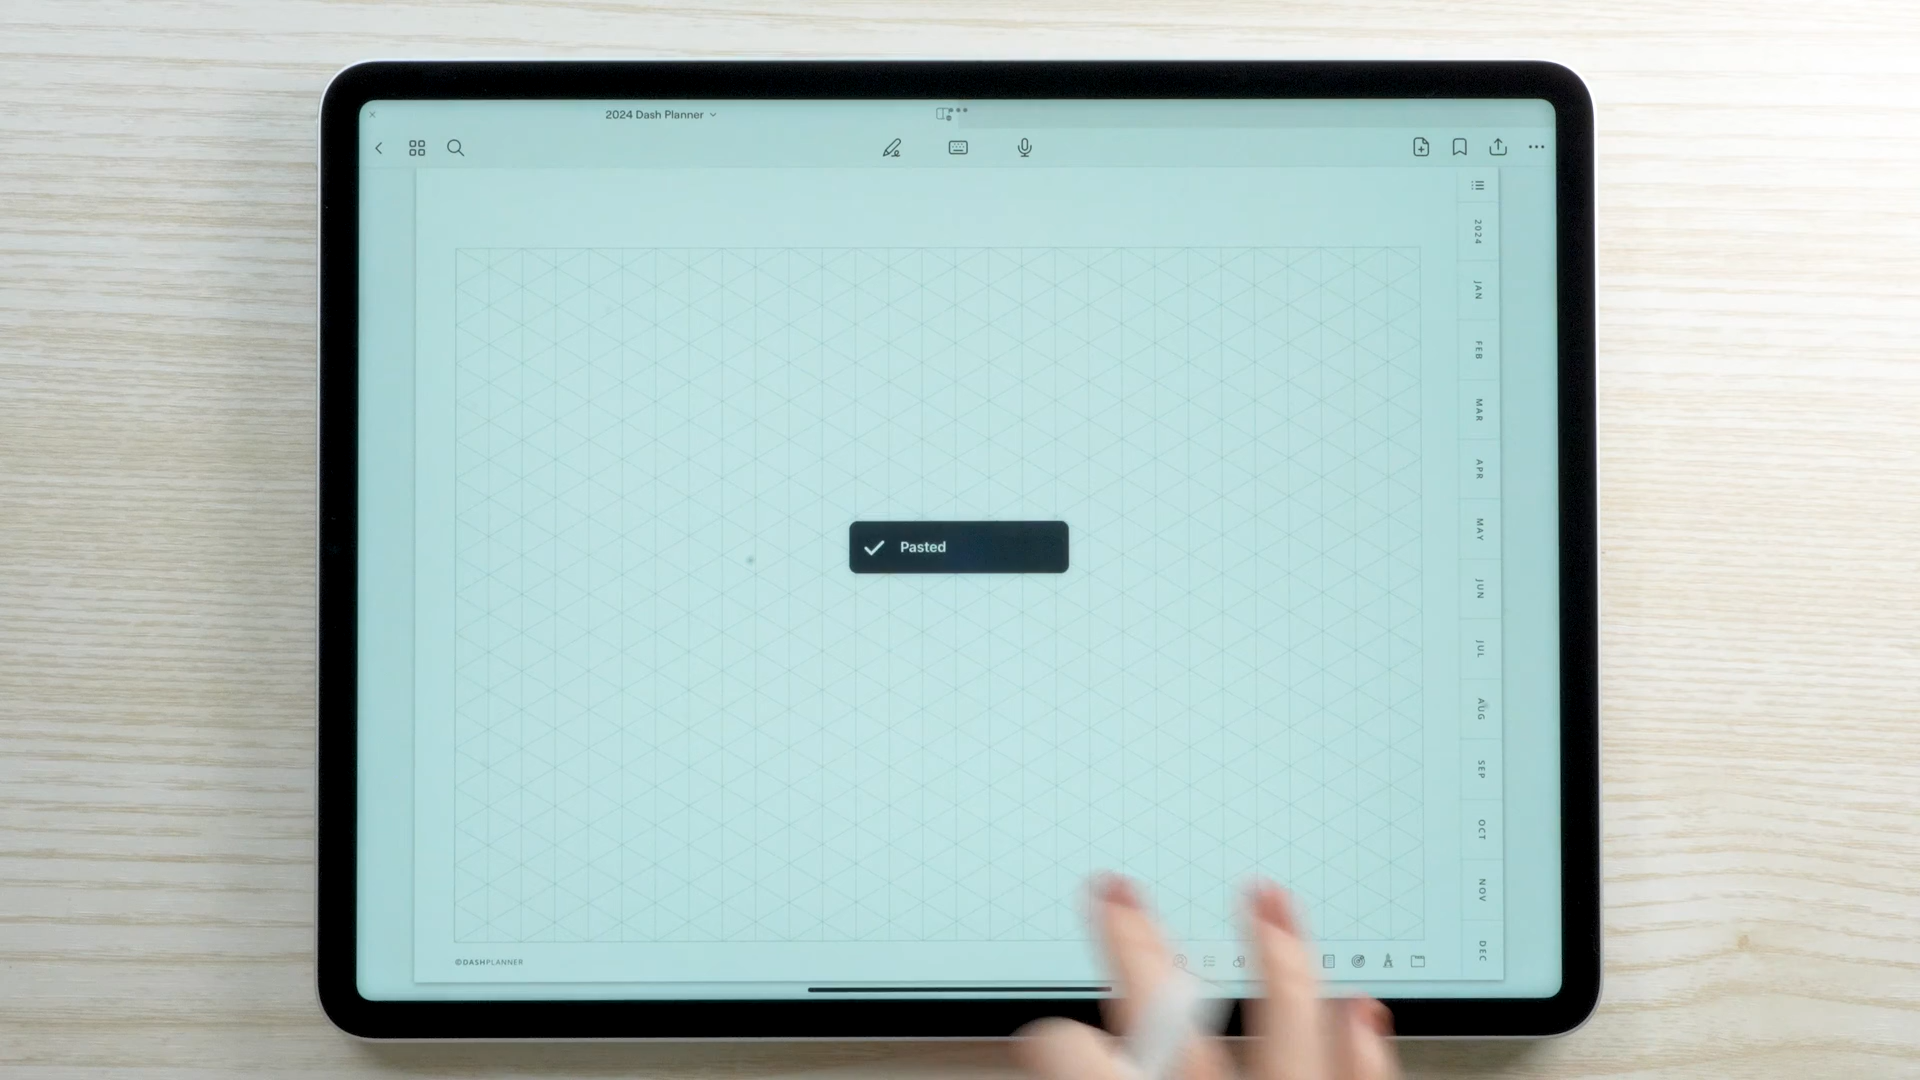 2024 Dash Planner
2024
JAN
FEB
MAR
APR
MAY
JUN
JUL
AUG
SEP
OCT
NOV
DEC
Pasted
©DASHPLANNER